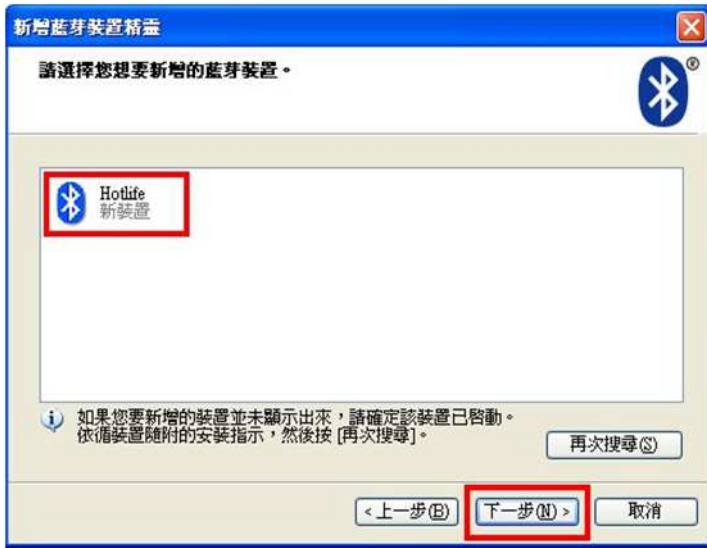 新增藍芽裝置精靈
請選擇您想要新增的藍芽裝置。
®
Hotlife
新裝置
如果您要新增的裝置並未顯示出來，請確定該裝置已啟動。
依循裝置隨附的安裝指示，然後按 [再次搜尋]。
再次搜尋(S)
<上一步(B) 下一步(N)> 取消